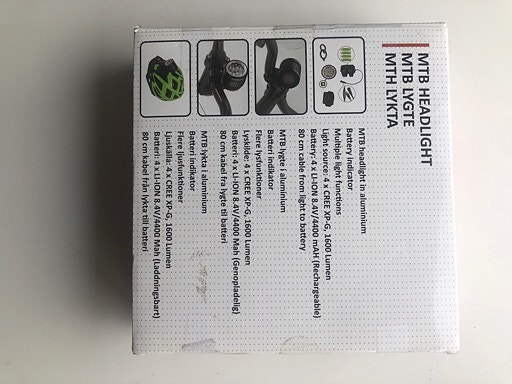 MTB HEADLIGHT
MTB LYGTE
MTH LYKTA
MTB headlight in aluminium
Battery indicate
Multiple light functions
Light source: 4 x CREE XP-G, 1600 Lumen
Battery: 4 x LI-ION 8.4V/4400 mAH (Rechargeable)
80 cm cable from light to battery
MTB lygte i aluminium
Batteri indikator
Flere lysfunktioner
Lyskilde: 4 x CREE XP-G, 1600 Lumen
Batteri: 4 x LI-ION 8.4V/4400 Mah (Genopladelig)
80 cm kabel fra lygte til batteri
MTB lykta i aluminium
Batteri indikator
Flere ljusfunktioner
Ljuskälla: 4 x CREE XP-G, 1600 Lumen
Batteri: 4 x LI-ION 8.4V/4400 Mah (Laddningsbart)
80 cm kabel från lykta till batteri